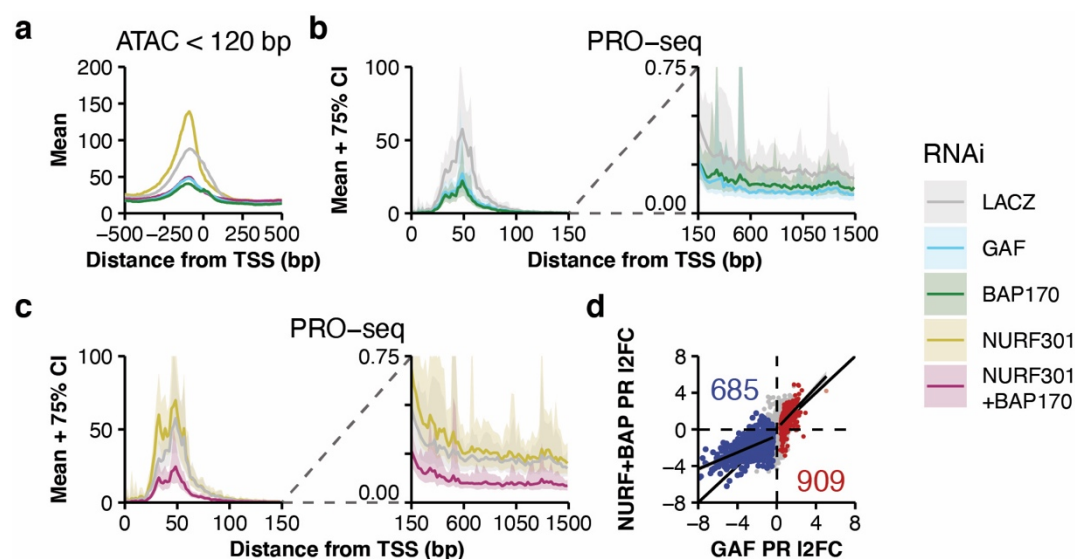 a
ATAC < 120 bp
Mean
200
150
100
50
0
−500
−250
0
250
500
Distance from TSS (bp)
b
PRO−seq
Mean + 75% CI
100
50
0
0
50
100
150
Distance from TSS (bp)
0.75
0.00
150
600
1050
1500
RNAi
LACZ
GAF
BAP170
NURF301
NURF301
+BAP170
c
PRO−seq
Mean + 75% CI
100
50
0
0
50
100
150
Distance from TSS (bp)
0.75
0.00
150
600
1050
1500
d
NURF+BAP PR l2FC
8
4
0
−4
−8
685
909
−8
−4
0
4
8
GAF PR l2FC